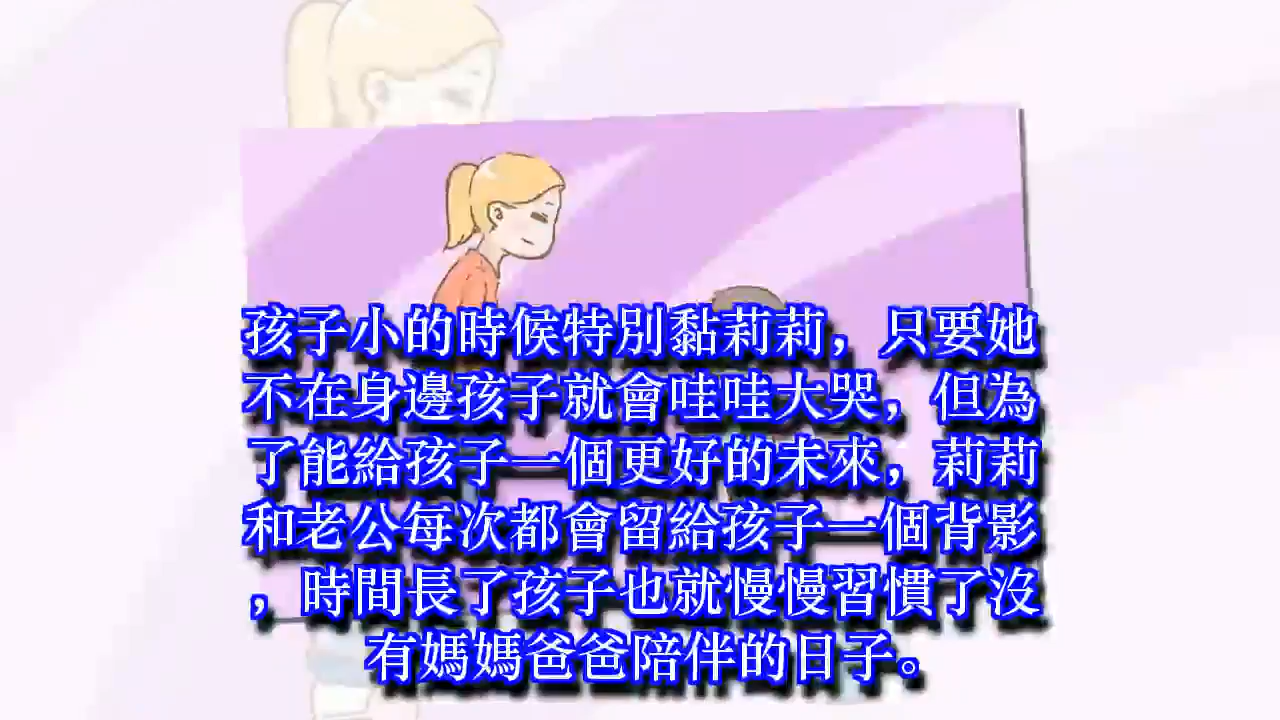 孩子小的時候特別黏莉莉，只要她
不在身邊孩子就會哇哇大哭，但為
了能給孩子一個更好的未來，莉莉
和老公每次都會留給孩子一個背影
，時間長了孩子也就慢慢習慣了沒
有媽媽爸爸陪伴的日子。